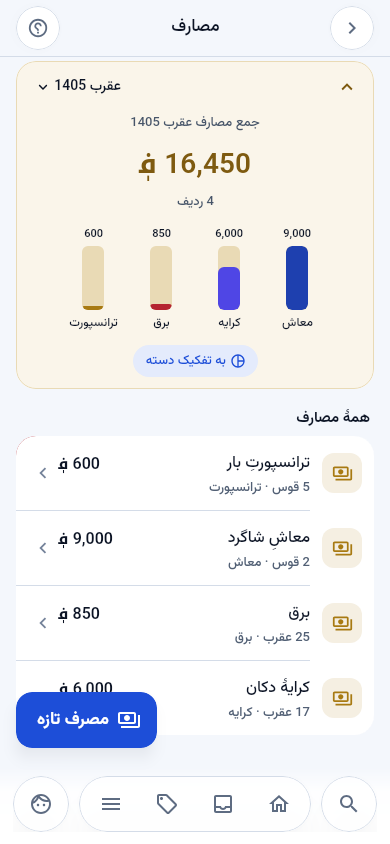 مصارف
عقرب 1405
جمع مصارف عقرب 1405
16,450 ؋
4 ردیف
9,000 6,000 850 600
معاش کرایه برق ترانسپورت
به تفکیک دسته
همهٔ مصارف
ترانسپورتِ بار 600 ؋
5 قوس · ترانسپورت
معاشِ شاگرد 9,000 ؋
2 قوس · معاش
برق 850 ؋
25 عقرب · برق
کرایهٔ دکان 6,000 ؋
17 عقرب · کرایه
مصرف تازه